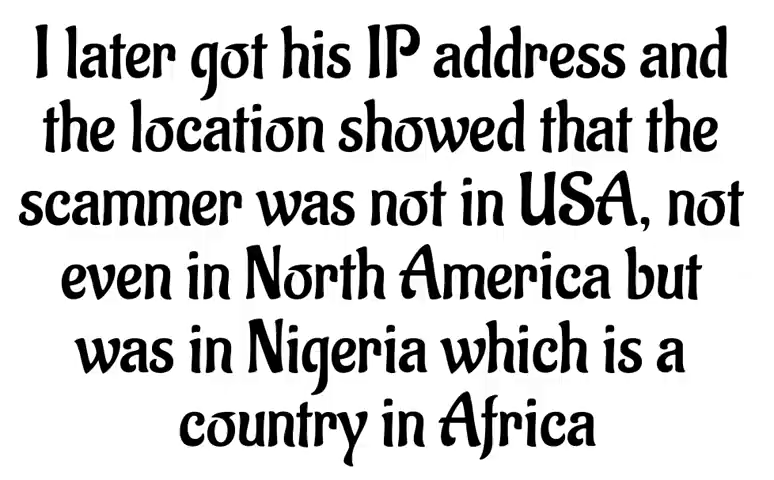 I later got his IP address and
the location showed that the
scammer was not in USA, not
even in North America but
was in Nigeria which is a
country in Africa